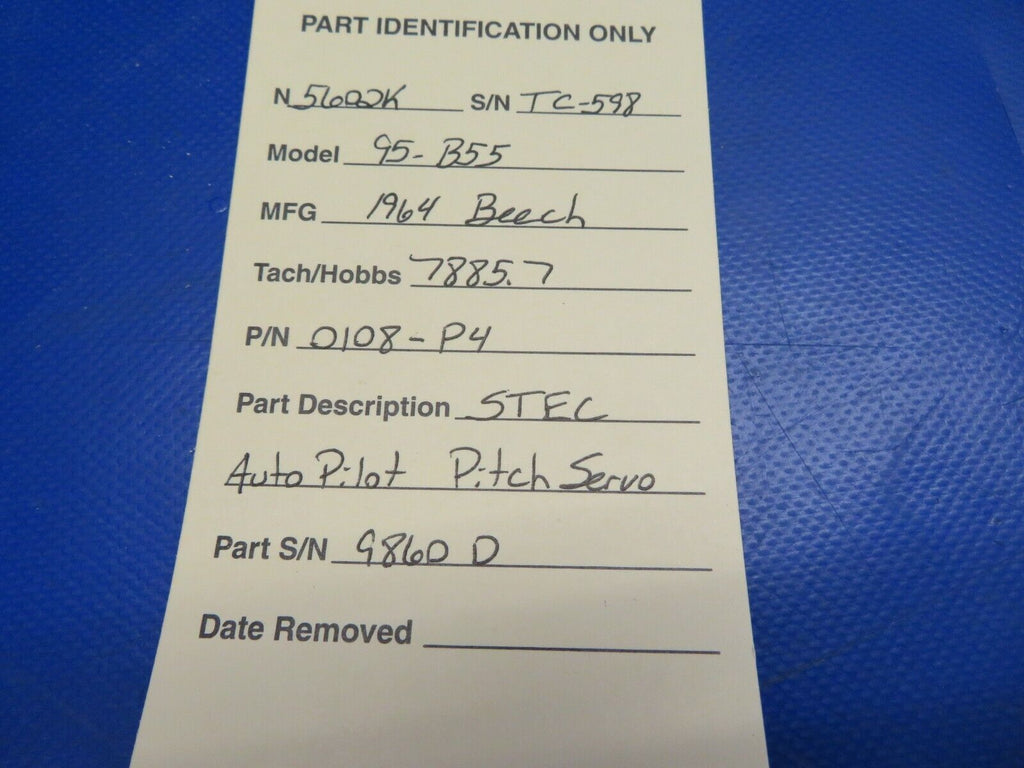 PART IDENTIFICATION ONLY
N 5600K S/N TC-598
Model 95-B55
MFG 1964 Beech
Tach/Hobbs 7885.7
P/N 0108-P4
Part Description STEC
Auto Pilot Pitch Servo
Part S/N 9860 D
Date Removed